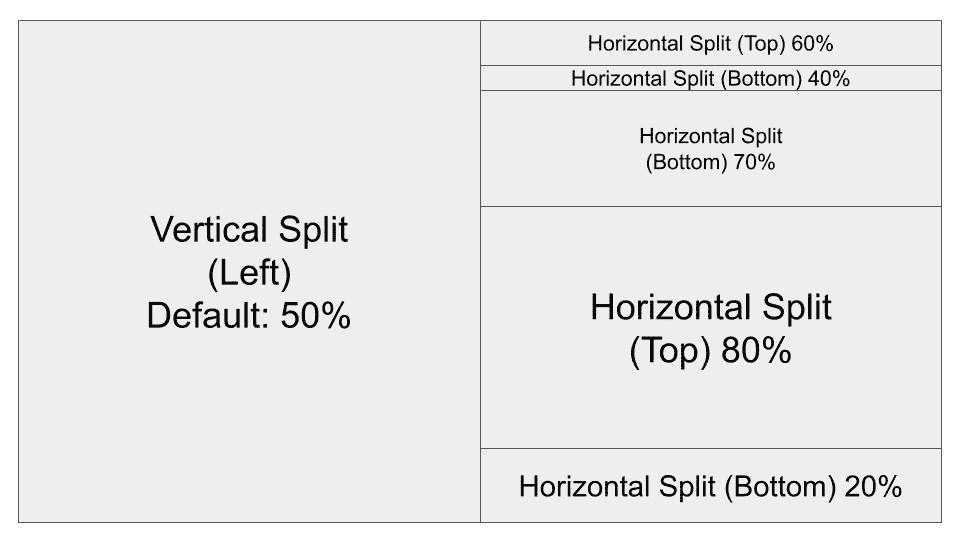 Vertical Split
(Left)
Default: 50%
Horizontal Split (Top) 60%
Horizontal Split (Bottom) 40%
Horizontal Split
(Bottom) 70%
Horizontal Split
(Top) 80%
Horizontal Split (Bottom) 20%